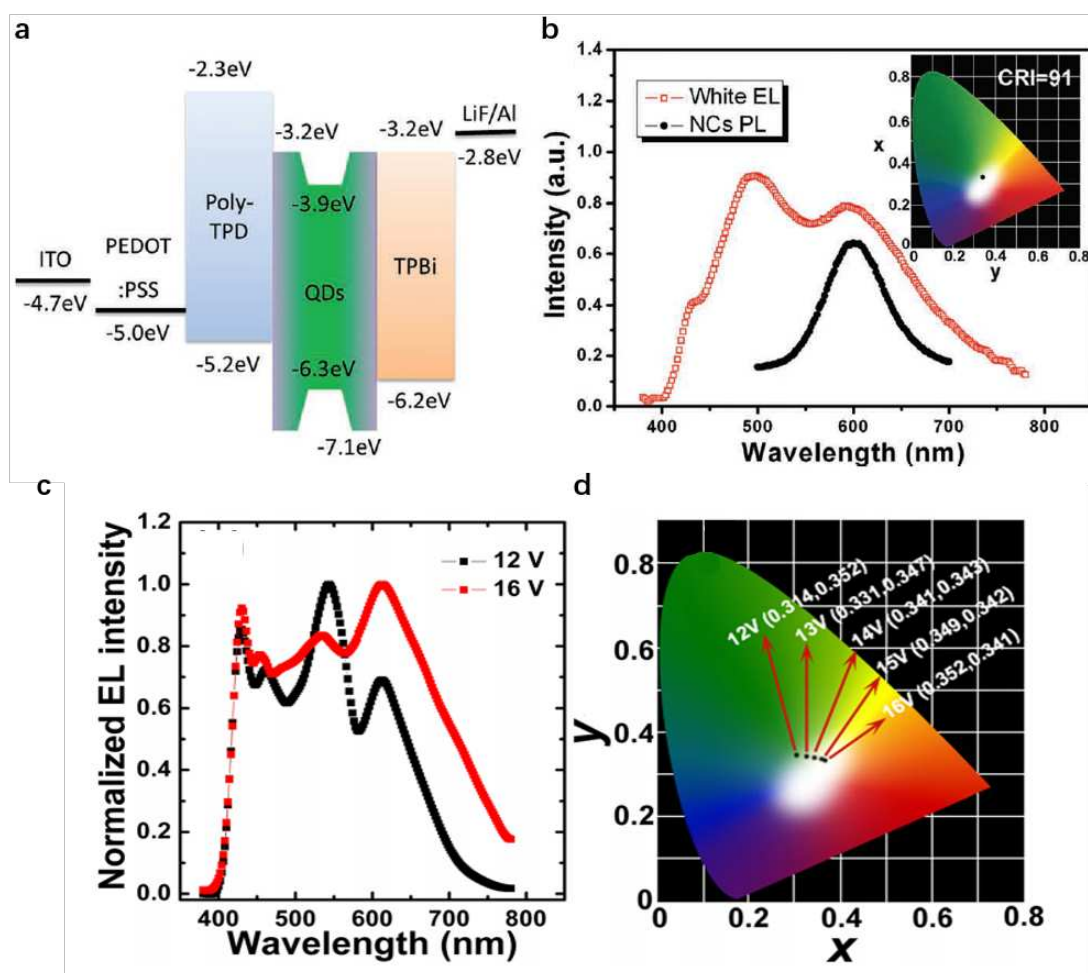 a
-2.3eV
-3.2eV
-3.2eV
LiF/Al
-2.8eV
Poly-
TPD
-3.9eV
PEDOT
:PSS
ITO
-4.7eV
-5.0eV
QDs
TPBi
-5.2eV
-6.3eV
-6.2eV
-7.1eV
b
1.4
1.2
1.0
0.8
0.6
0.4
0.2
0.0
Intensity (a.u.)
White EL
NCs PL
400 500 600 700 800
Wavelength (nm)
CRI=91
0.8
0.6
x
0.4
0.2
0
0 0.2 0.4 0.6 0.8
y
c
1.2
1.0
0.8
0.6
0.4
0.2
0.0
Normalized EL intensity
12 V
16 V
400 500 600 700 800
Wavelength (nm)
d
0.8
0.6
0.4
0.2
0
y
12V (0.314,0.352)
13V (0.331,0.347)
14V (0.341,0.343)
15V (0.349,0.342)
16V (0.352,0.341)
0 0.2 0.4 0.6 0.8
x